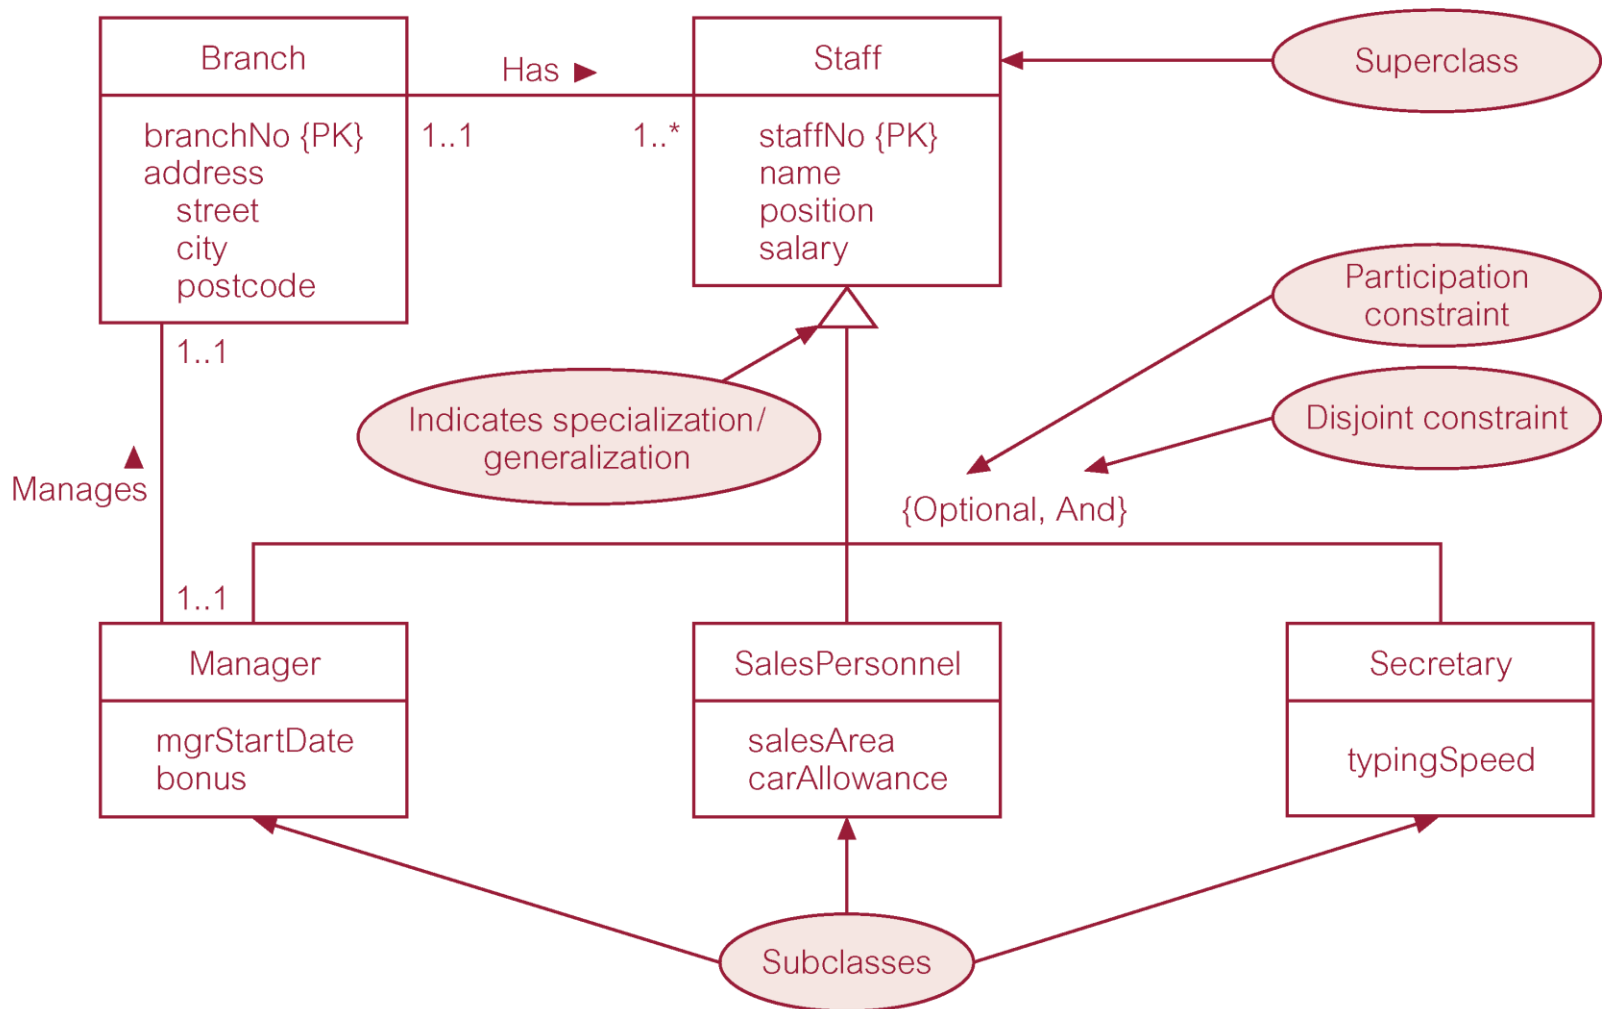 Branch
Has ▶
Staff
Superclass
branchNo {PK}
address
street
city
postcode
1..1
1..*
staffNo {PK}
name
position
salary
Participation
constraint
1..1
Indicates specialization/
generalization
Disjoint constraint
▲
Manages
{Optional, And}
1..1
Manager
mgrStartDate
bonus
SalesPersonnel
salesArea
carAllowance
Secretary
typingSpeed
Subclasses